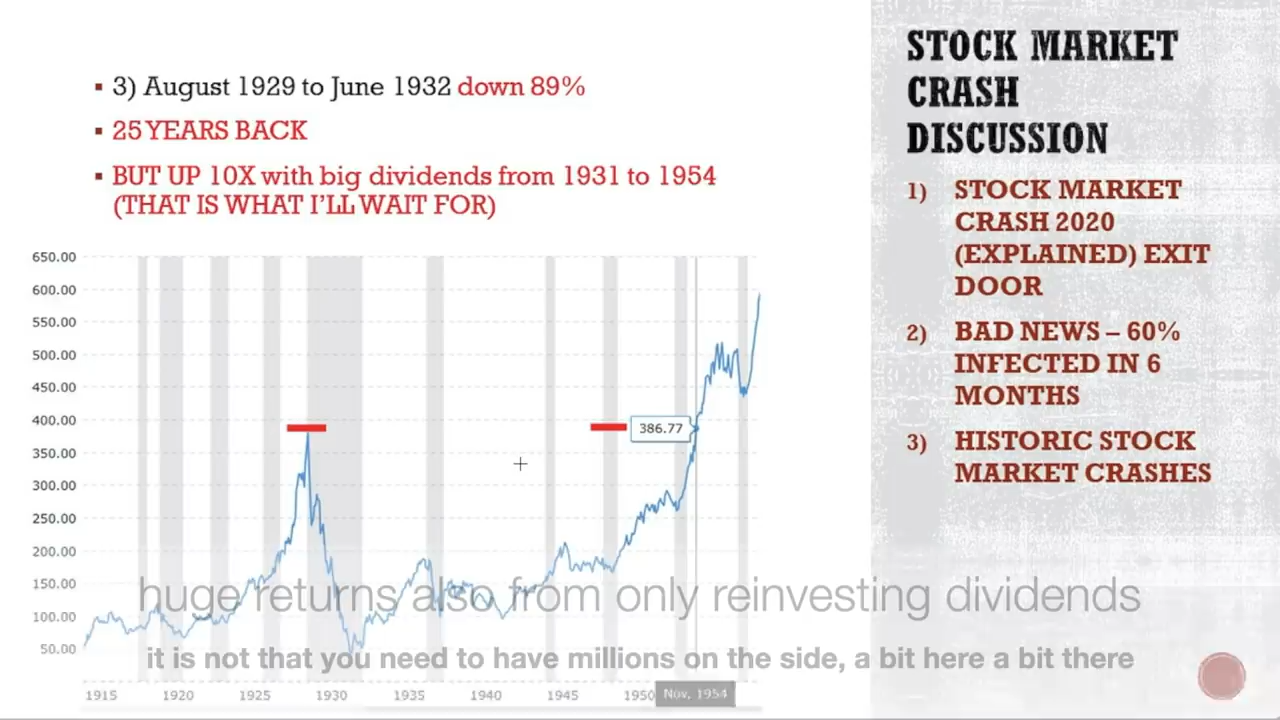 3) August 1929 to June 1932 down 89%
25 YEARS BACK
BUT UP 10X with big dividends from 1931 to 1954
(THAT IS WHAT I'LL WAIT FOR)
650.00
600.00
550.00
500.00
450.00
400.00
350.00
300.00
250.00
200.00
150.00
100.00
50.00
386.77
1915 1920 1925 1930 1935 1940 1945 1950 Nov, 1954
huge returns also from only reinvesting dividends
it is not that you need to have millions on the side, a bit here a bit there
STOCK MARKET
CRASH
DISCUSSION
1) STOCK MARKET
CRASH 2020
(EXPLAINED) EXIT
DOOR
2) BAD NEWS – 60%
INFECTED IN 6
MONTHS
3) HISTORIC STOCK
MARKET CRASHES